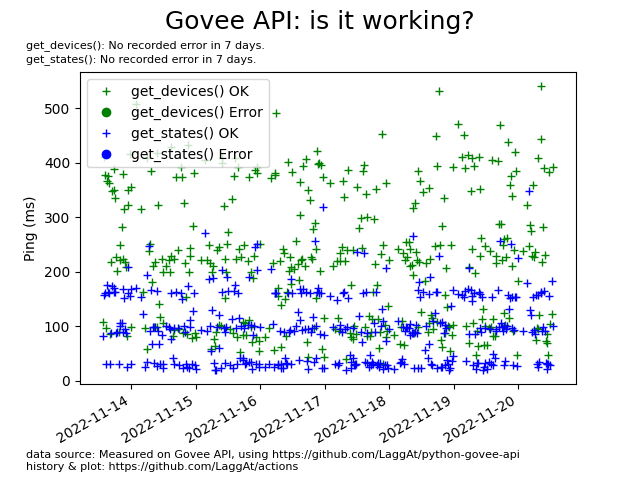 Govee API: is it working?
get_devices(): No recorded error in 7 days.
get_states(): No recorded error in 7 days.
get_devices() OK
get_devices() Error
get_states() OK
get_states() Error
Ping (ms)
500
400
300
200
100
0
2022-11-14
2022-11-15
2022-11-16
2022-11-17
2022-11-18
2022-11-19
2022-11-20
data source: Measured on Govee API, using https://github.com/LaggAt/python-govee-api
history & plot: https://github.com/LaggAt/actions